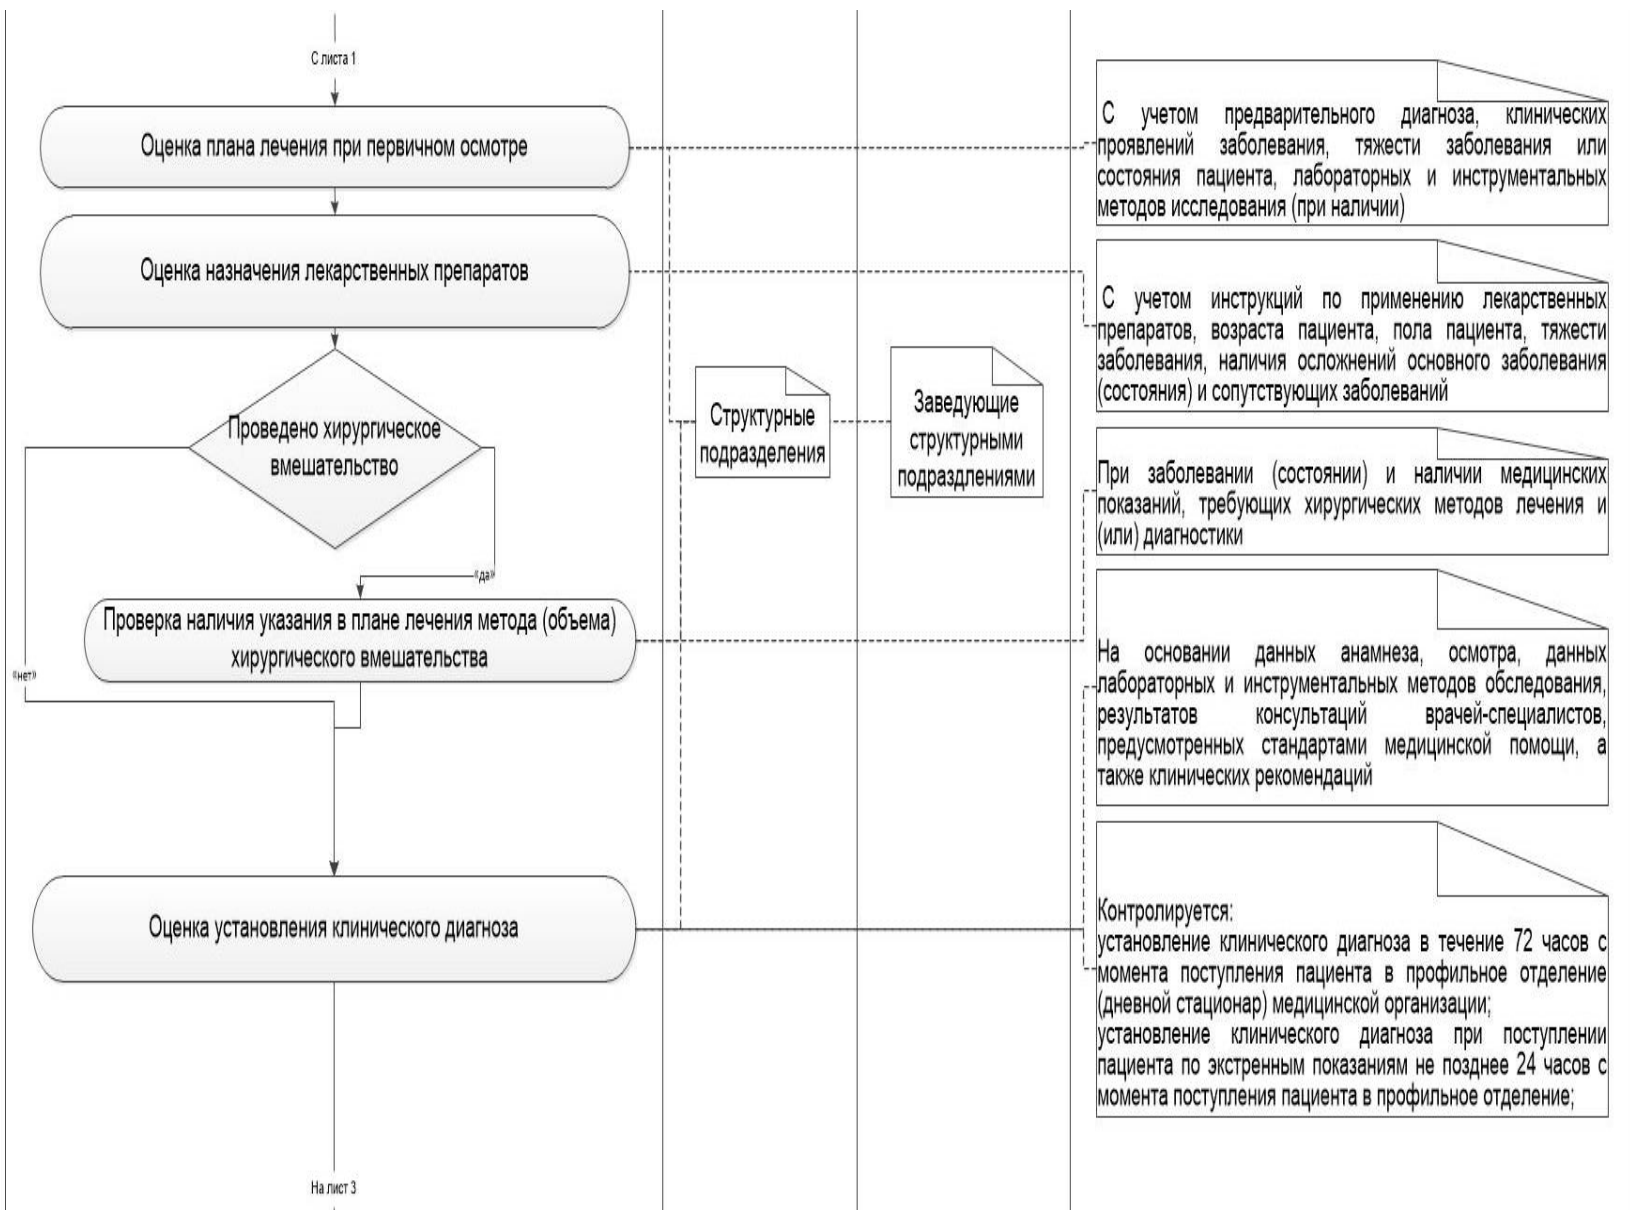 С листа 1
Оценка плана лечения при первичном осмотре
Оценка назначения лекарственных препаратов
Проведено хирургическое
вмешательство
«да»
Проверка наличия указания в плане лечения метода (объема)
хирургического вмешательства
«нет»
Оценка установления клинического диагноза
На лист 3
Структурные
подразделения
Заведующие
структурными
подраздлениями
С учетом предварительного диагноза, клинических
проявлений заболевания, тяжести заболевания или
состояния пациента, лабораторных и инструментальных
методов исследования (при наличии)
С учетом инструкций по применению лекарственных
препаратов, возраста пациента, пола пациента, тяжести
заболевания, наличия осложнений основного заболевания
(состояния) и сопутствующих заболеваний
При заболевании (состоянии) и наличии медицинских
показаний, требующих хирургических методов лечения и
(или) диагностики
На основании данных анамнеза, осмотра, данных
лабораторных и инструментальных методов обследования,
результатов консультаций врачей-специалистов,
предусмотренных стандартами медицинской помощи, а
также клинических рекомендаций
Контролируется:
установление клинического диагноза в течение 72 часов с
момента поступления пациента в профильное отделение
(дневной стационар) медицинской организации;
установление клинического диагноза при поступлении
пациента по экстренным показаниям не позднее 24 часов с
момента поступления пациента в профильное отделение;